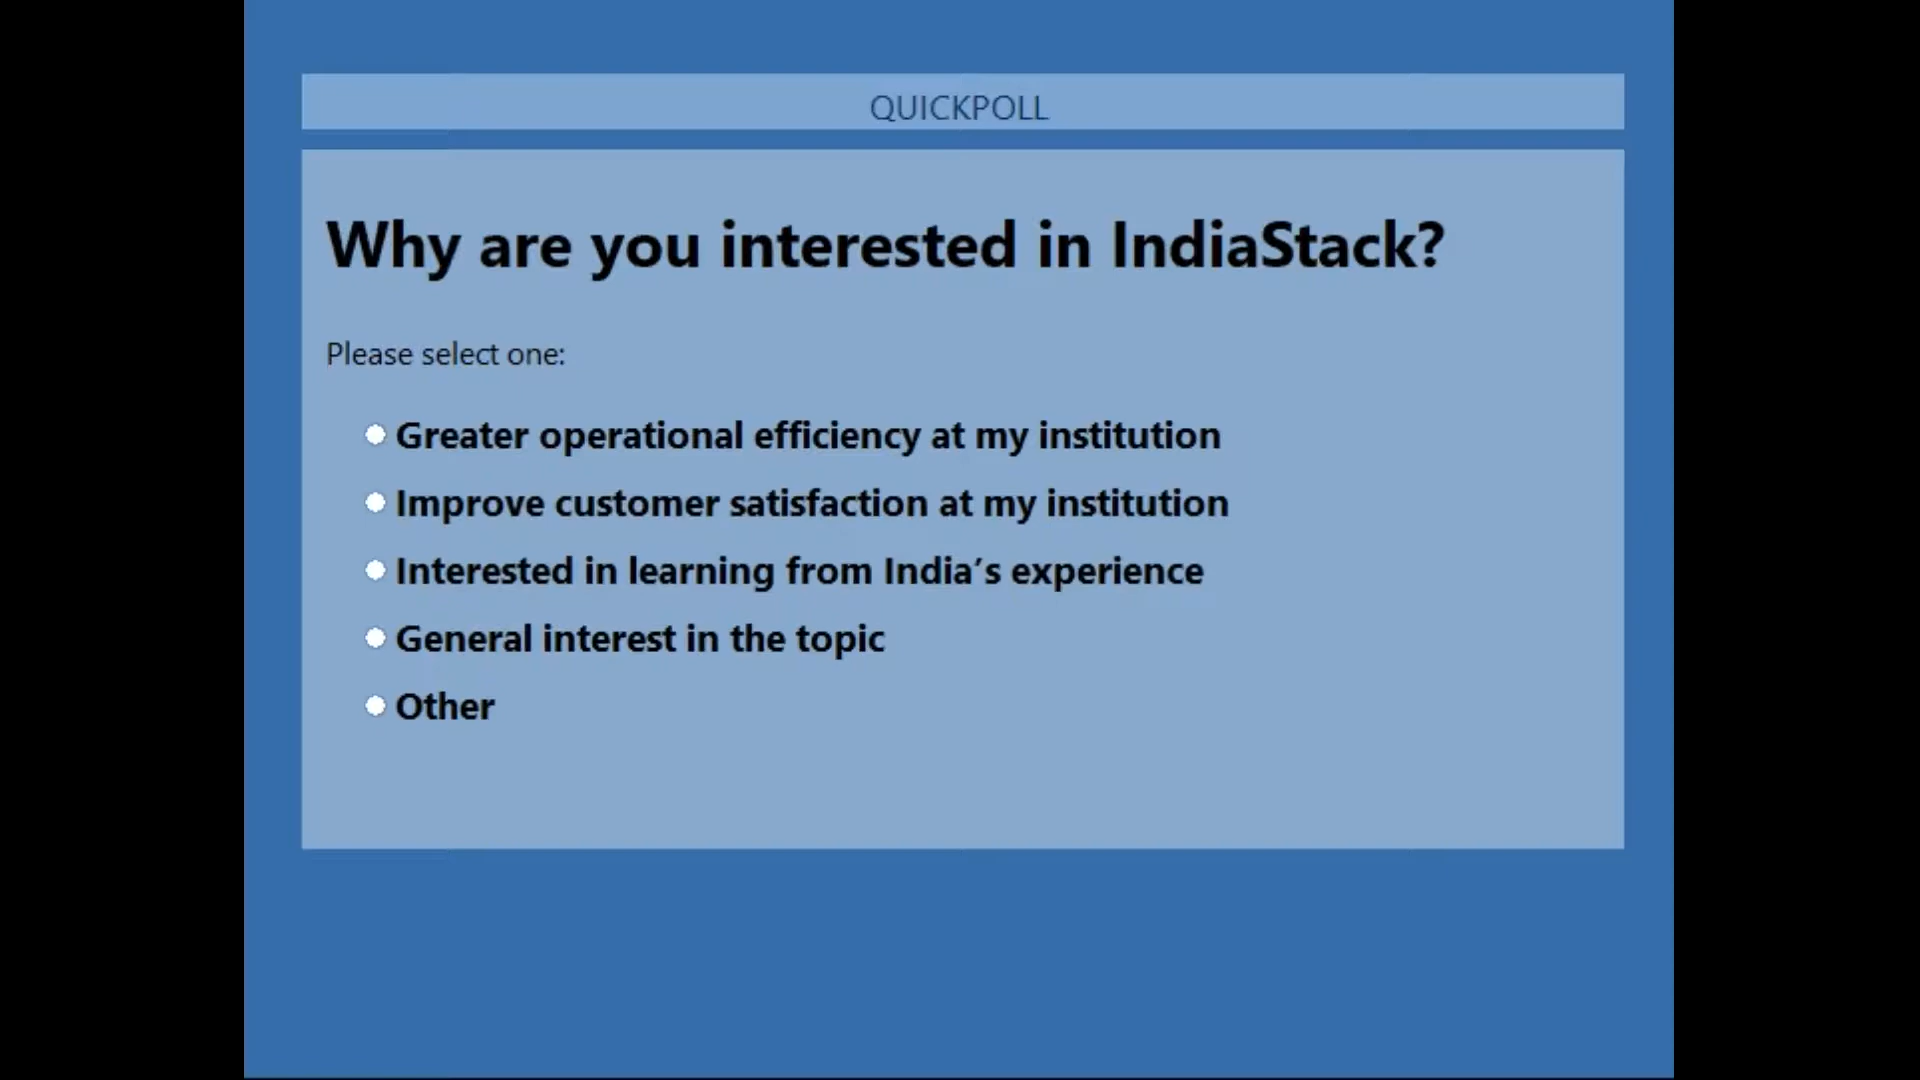 QUICKPOLL
Why are you interested in IndiaStack?
Please select one:
Greater operational efficiency at my institution
Improve customer satisfaction at my institution
Interested in learning from India’s experience
General interest in the topic
Other